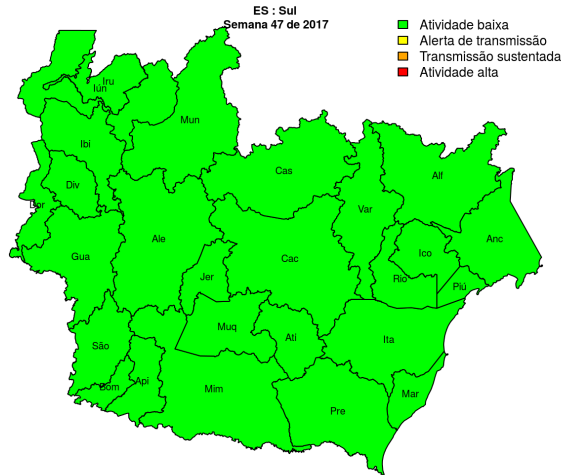 ES : Sul
Semana 47 de 2017
Atividade baixa
Alerta de transmissão
Transmissão sustentada
Atividade alta
Iru
Iún
Mun
Ibi
Cas
Alf
Div
Dor
Var
Ale
Anc
Ico
Gua
Cac
Jer
Rio
Piú
Muq
Ati
Ita
São
Api
Bom
Mim
Mar
Pre